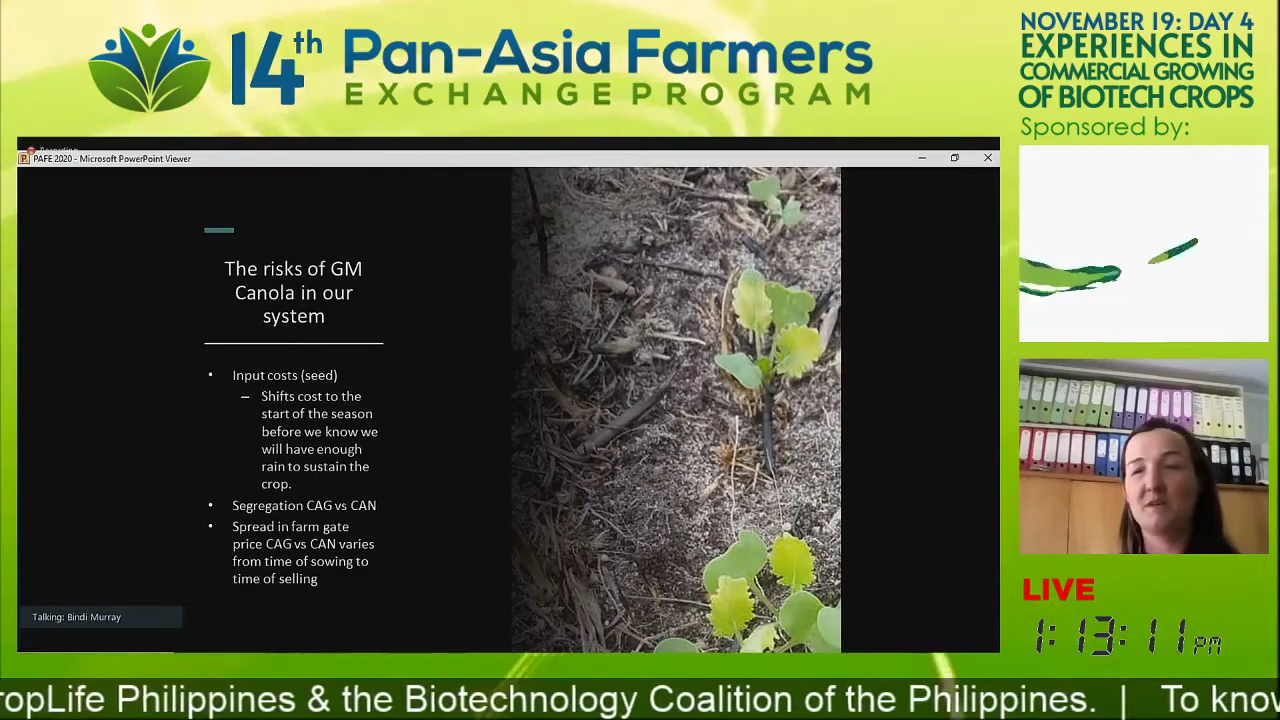 14th Pan-Asia Farmers
EXCHANGE PROGRAM
NOVEMBER 19: DAY 4
EXPERIENCES IN
COMMERCIAL GROWING
OF BIOTECH CROPS
Sponsored by:
Recording
PAFE 2020 - Microsoft PowerPoint Viewer
The risks of GM
Canola in our
system
• Input costs (seed)
– Shifts cost to the
start of the season
before we know we
will have enough
rain to sustain the
crop.
• Segregation CAG vs CAN
• Spread in farm gate
price CAG vs CAN varies
from time of sowing to
time of selling
Talking: Bindi Murray
LIVE
1:13:11 PM
ropLife Philippines & the Biotechnology Coalition of the Philippines. | To know